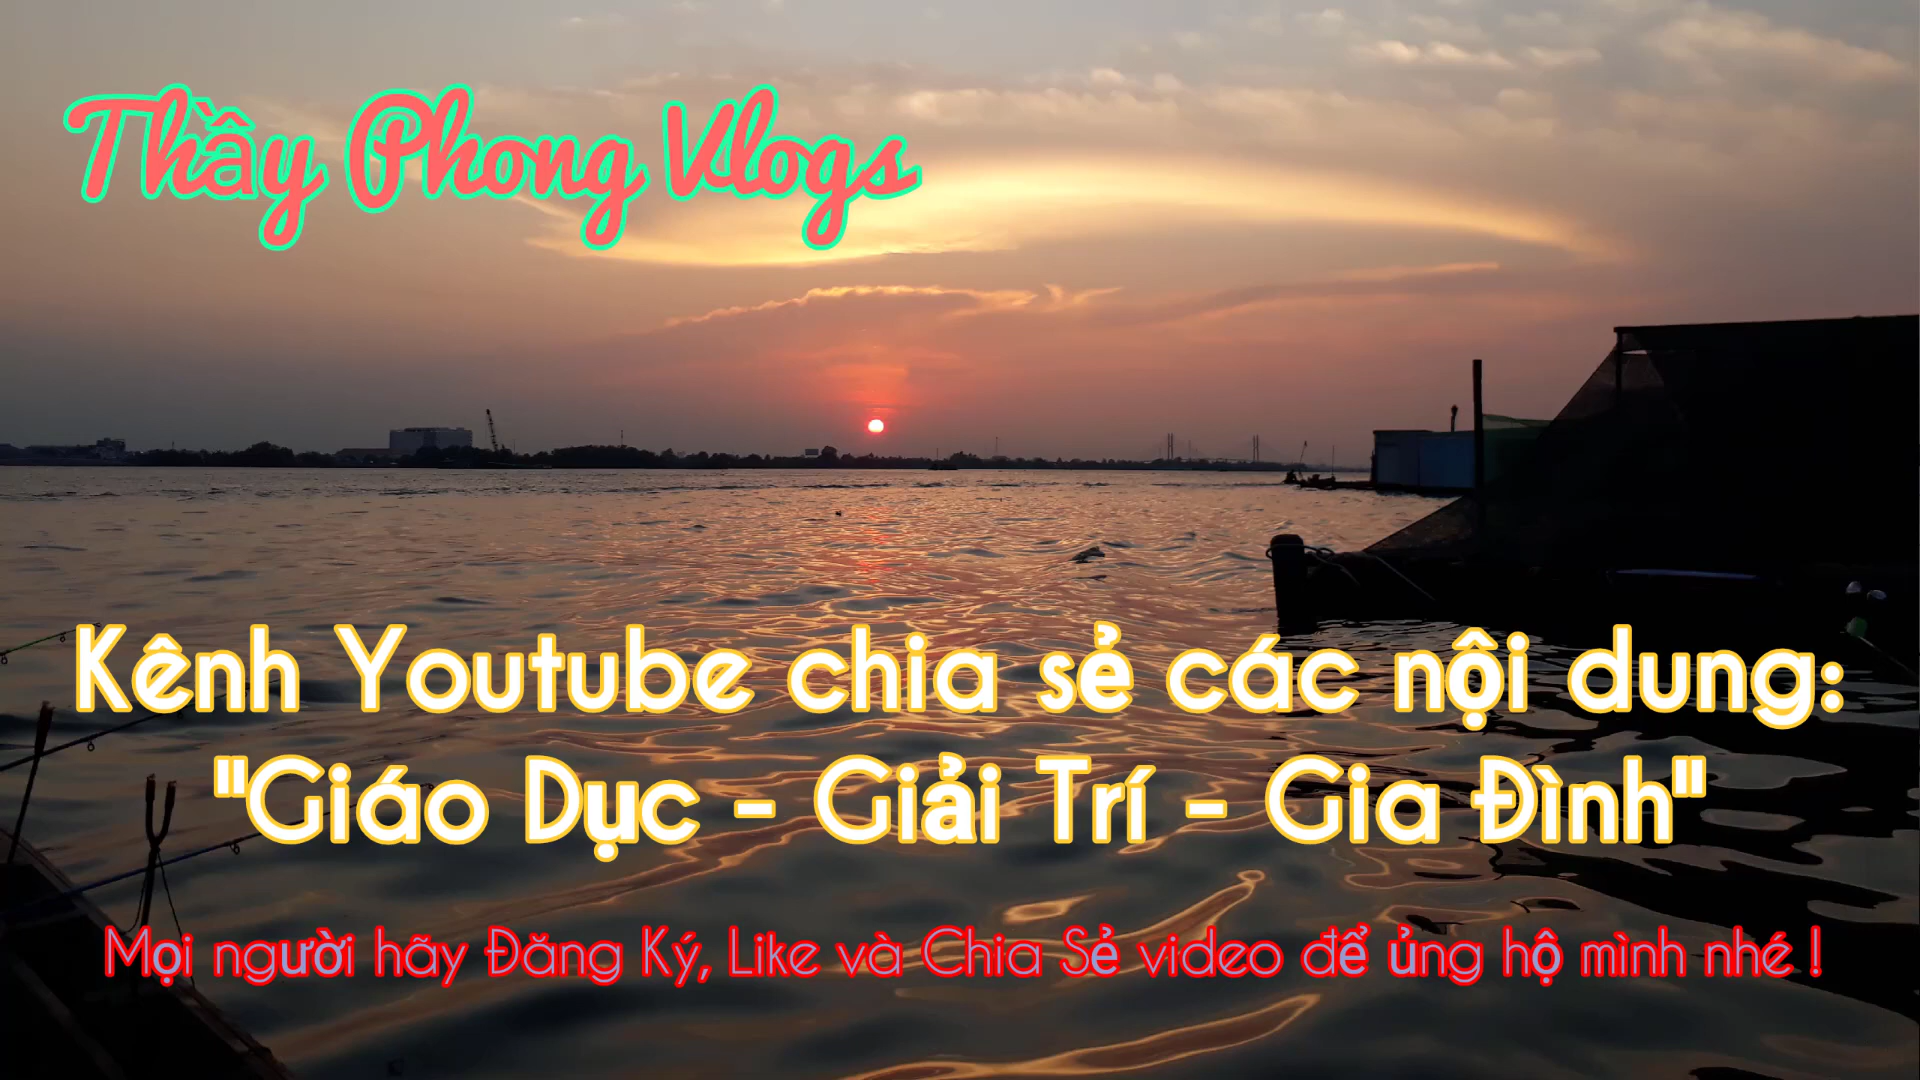 Thầy Phong Vlogs
Kênh Youtube chia sẻ các nội dung:
"Giáo Dục - Giải Trí - Gia Đình"
Mọi người hãy Đăng Ký, Like và Chia Sẻ video để ủng hộ mình nhé !